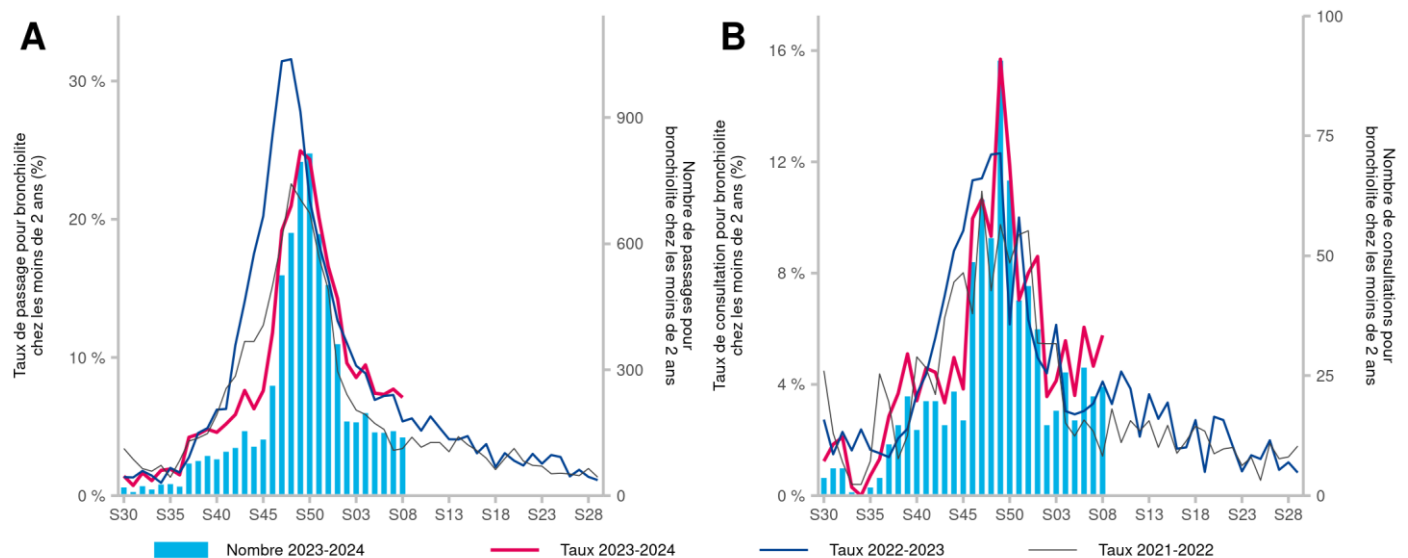 A
Taux de passage pour bronchiolite
chez les moins de 2 ans (%)
30 %
20 %
10 %
0 %
900
600
300
0
Nombre de passages pour
bronchiolite chez les moins de 2 ans
S30 S35 S40 S45 S50 S03 S08 S13 S18 S23 S28
B
Taux de consultation pour bronchiolite
chez les moins de 2 ans (%)
16 %
12 %
8 %
4 %
0 %
100
75
50
25
0
Nombre de consultations pour
bronchiolite chez les moins de 2 ans
S30 S35 S40 S45 S50 S03 S08 S13 S18 S23 S28
Nombre 2023-2024 Taux 2023-2024 Taux 2022-2023 Taux 2021-2022